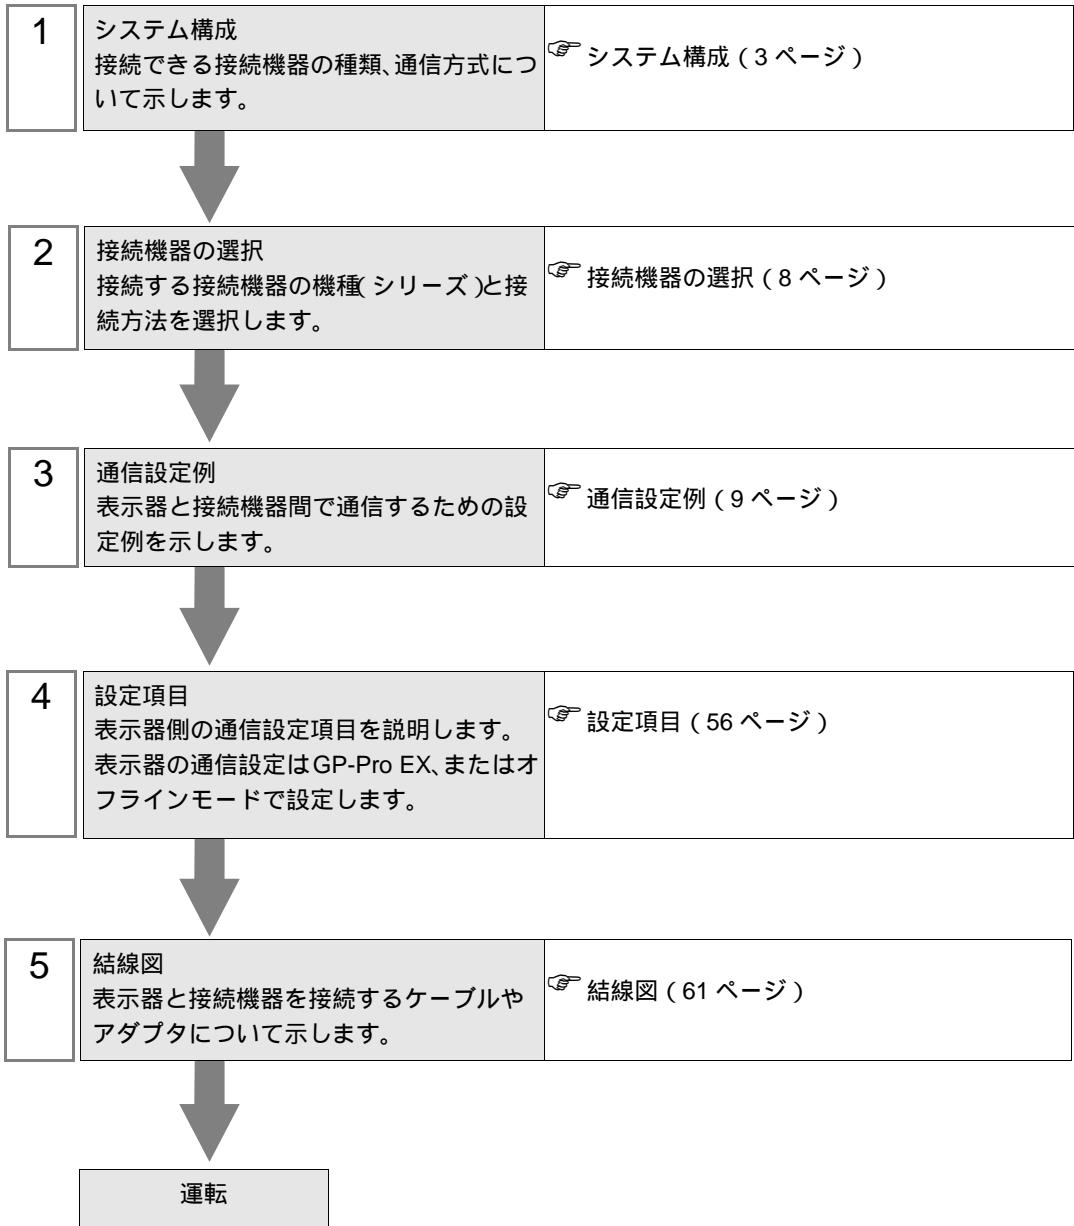 1
システム構成
接続できる接続機器の種類、通信方式につ
いて示します。
☞ システム構成 ( 3 ページ )
2
接続機器の選択
接続する接続機器の機種( シリーズ )と接
続方法を選択します。
☞ 接続機器の選択 ( 8 ページ )
3
通信設定例
表示器と接続機器間で通信するための設
定例を示します。
☞ 通信設定例 ( 9 ページ )
4
設定項目
表示器側の通信設定項目を説明します。
表示器の通信設定はGP-Pro EX、またはオ
フラインモードで設定します。
☞ 設定項目 ( 56 ページ )
5
結線図
表示器と接続機器を接続するケーブルや
アダプタについて示します。
☞ 結線図 ( 61 ページ )
運転